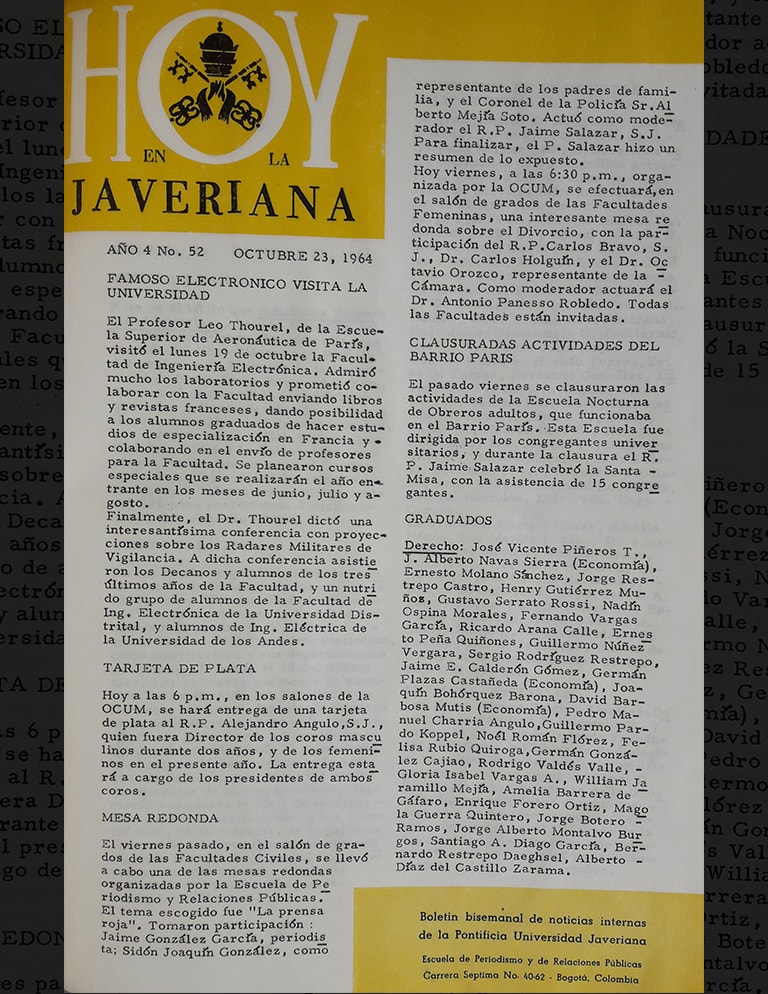 HOY
EN LA
JAVERIANA
AÑO 4 No. 52 OCTUBRE 23, 1964
FAMOSO ELECTRONICO VISITA LA
UNIVERSIDAD
El Profesor Leo Thourel, de la Escue-
la Superior de Aeronáutica de París,
visitó el lunes 19 de octubre la Facul-
tad de Ingeniería Electrónica. Admiró
mucho los laboratorios y prometió co-
laborar con la Facultad enviando libros
y revistas franceses, dando posibilidad
a los alumnos graduados de hacer estu-
dios de especialización en Francia y -
colaborando en el envío de profesores
para la Facultad. Se planearon cursos
especiales que se realizarán el año en-
trante en los meses de junio, julio y a-
gosto.
Finalmente, el Dr. Thourel dictó una
interesantísima conferencia con proyec-
ciones sobre los Radares Militares de
Vigilancia. A dicha conferencia asistie
ron los Decanos y alumnos de los tres
últimos años de la Facultad, y un nutri
do grupo de alumnos de la Facultad de
Ing. Electrónica de la Universidad Dis-
trital, y alumnos de Ing. Eléctrica de
la Universidad de los Andes.
TARJETA DE PLATA
Hoy a las 6 p.m., en los salones de la
OCUM, se hará entrega de una tarjeta
de plata al R.P. Alejandro Angulo,S.J.,
quien fuera Director de los coros mascu
linos durante dos años, y de los femeni-
nos en el presente año. La entrega esta
rá a cargo de los presidentes de ambos
coros.
MESA REDONDA
El viernes pasado, en el salón de gra-
dos de las Facultades Civiles, se llevó
a cabo una de las mesas redondas
organizadas por la Escuela de Pe
riodismo y Relaciones Públicas.
El tema escogido fue "La prensa
roja". Tomaron participación :
Jaime González García, periodis
ta; Sidón Joaquín González, como
representante de los padres de fami-
lia, y el Coronel de la Policía Sr.Al
berto Mejía Soto. Actuó como mode-
rador el R.P. Jaime Salazar, S.J.
Para finalizar, el P. Salazar hizo un
resumen de lo expuesto.
Hoy viernes, a las 6:30 p.m., orga-
nizada por la OCUM, se efectuará,en
el salón de grados de las Facultades
Femeninas, una interesante mesa re
donda sobre el Divorcio, con la par-
ticipación del R.P.Carlos Bravo, S.
J., Dr. Carlos Holguín, y el Dr. Oc
tavio Orozco, representante de la -
Cámara. Como moderador actuará el
Dr. Antonio Panesso Robledo. Todas
las Facultades están invitadas.
CLAUSURADAS ACTIVIDADES DEL
BARRIO PARIS
El pasado viernes se clausuraron las
actividades de la Escuela Nocturna
de Obreros adultos, que funcionaba
en el Barrio París. Esta Escuela fue
dirigida por los congregantes univer
sitarios, y durante la clausura el R.
P. Jaime Salazar celebró la Santa -
Misa, con la asistencia de 15 congre
gantes.
GRADUADOS
Derecho: José Vicente Piñeros T.,
J. Alberto Navas Sierra (Economía),
Ernesto Molano Sánchez, Jorge Res-
trepo Castro, Henry Gutiérrez Mu-
ñoz, Gustavo Serrato Rossi, Nadín
Ospina Morales, Fernando Vargas
García, Ricardo Arana Calle, Ernes
to Peña Quiñones, Guillermo Núñez
Vergara, Sergio Rodríguez Restrepo,
Jaime E. Calderón Gómez, Germán
Plazas Castañeda (Economía), Joa-
quín Bohórquez Barona, David Bar-
bosa Mutis (Economía), Pedro Ma-
nuel Charria Angulo,Guillermo Par-
do Koppel, Noél Román Flórez, Fe-
lisa Rubio Quiroga,Germán Gonzá-
lez Cajiao, Rodrigo Valdés Valle, -
Gloria Isabel Vargas A., William Ja
ramillo Mejía, Amelia Barrera de -
Gáfaro, Enrique Forero Ortiz, Mago
la Guerra Quintero, Jorge Botero -
Ramos, Jorge Alberto Montalvo Bur
gos, Santiago A. Diago García, Ber-
nardo Restrepo Daeghsel, Alberto -
Díaz del Castillo Zarama.
Boletín bisemanal de noticias internas
de la Pontificia Universidad Javeriana
Escuela de Periodismo y de Relaciones Públicas
Carrera Septima No. 40-62 - Bogotá, Colombia